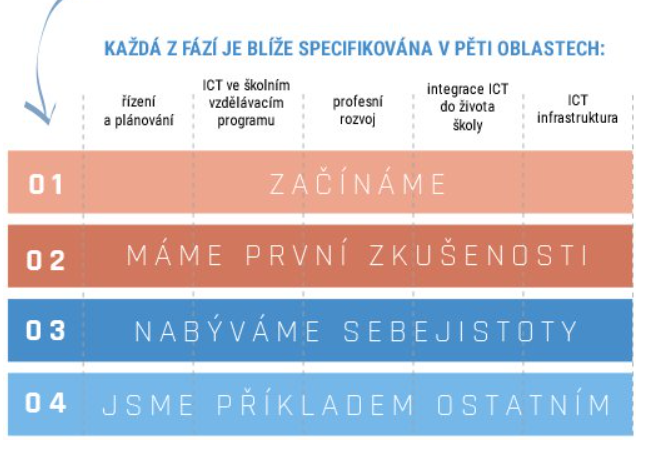 KAŽDÁ Z FÁZÍ JE BLÍŽE SPECIFIKOVÁNA V PĚTI OBLASTECH:
řízení
a plánování
ICT ve školním
vzdělávacím
programu
profesní
rozvoj
integrace ICT
do života
školy
ICT
infrastruktura
01 ZAČÍNÁME
02 MÁME PRVNÍ ZKUŠENOSTI
03 NABÝVÁME SEBEJISTOTY
04 JSME PŘÍKLADEM OSTATNÍM